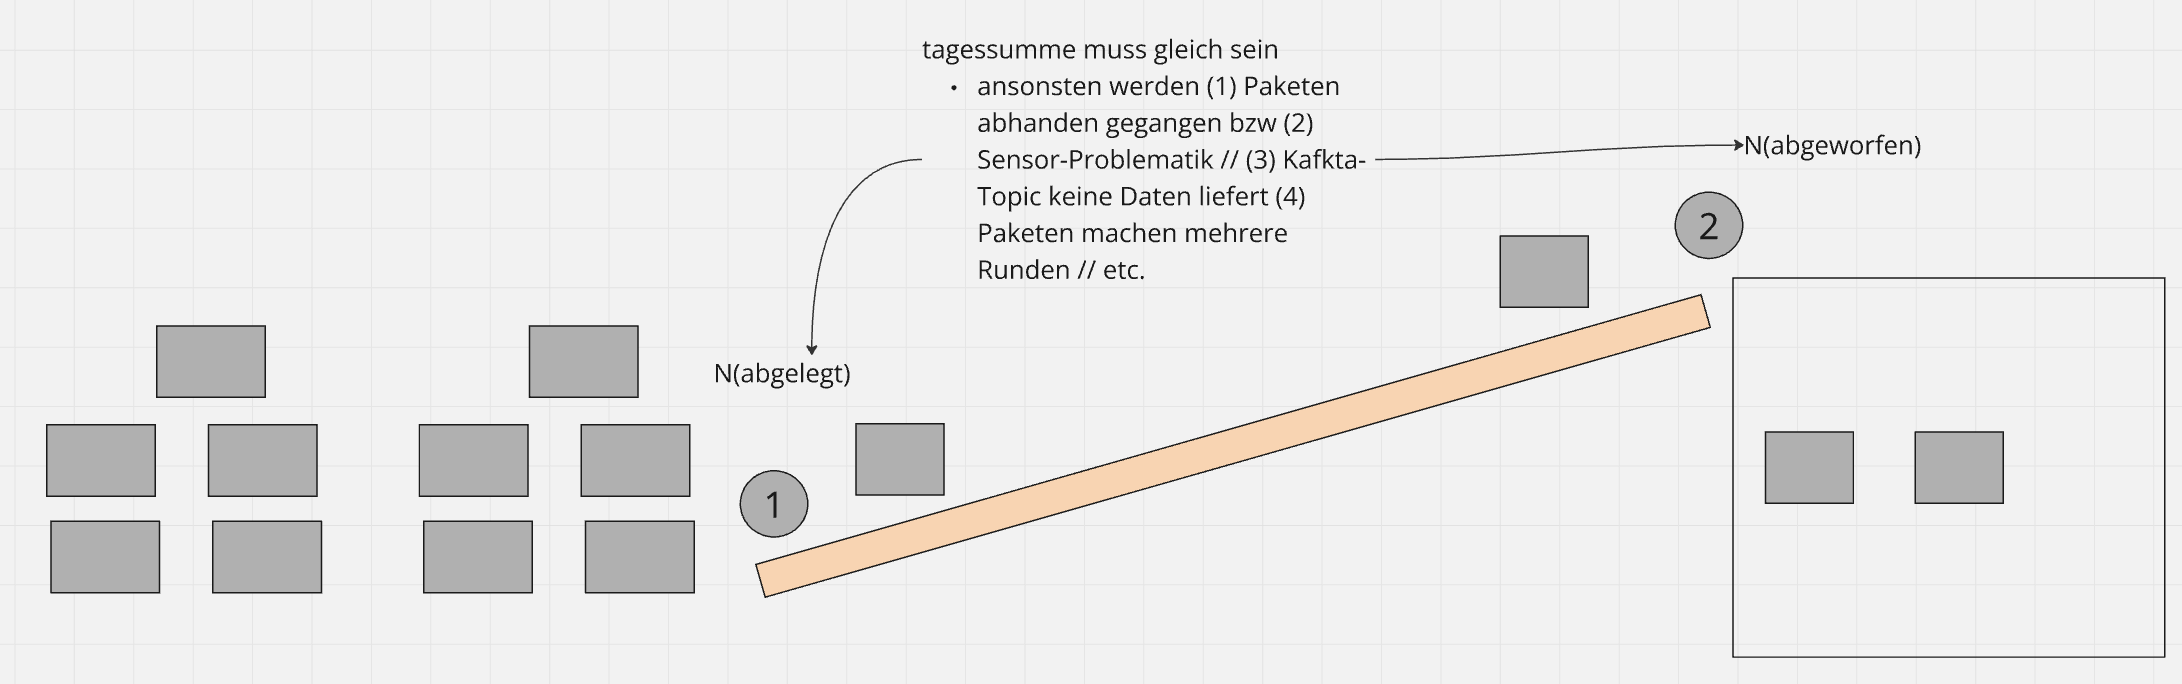 tagessumme muss gleich sein
• ansonsten werden (1) Paketen
abhanden gegangen bzw (2)
Sensor-Problematik // (3) Kafkta-
Topic keine Daten liefert (4)
Paketen machen mehrere
Runden // etc.
N(abgeworfen)
2
N(abgelegt)
1